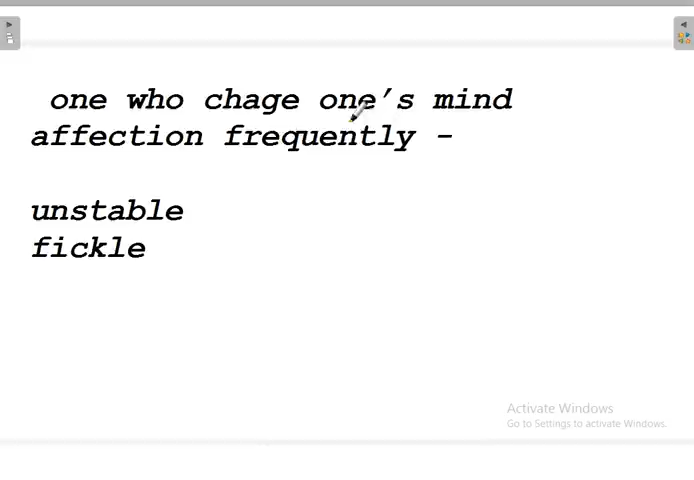 one who chage one’s mind
affection frequently -
unstable
fickle
Activate Windows
Go to Settings to activate Windows.